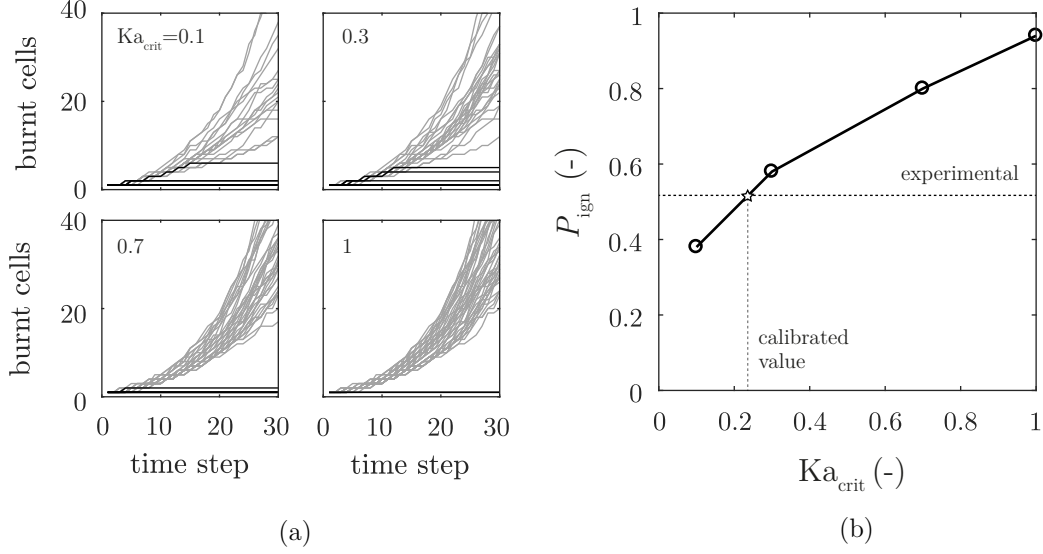 burnt cells
40
20
0
Ka_crit=0.1
0.3
burnt cells
40
20
0
0.7
1
0 10 20 30
0 10 20 30
time step
time step
(a)
P_ign (-)
1
0.8
0.6
0.4
0.2
0
experimental
calibrated
value
0 0.2 0.4 0.6 0.8 1
Ka_crit (-)
(b)